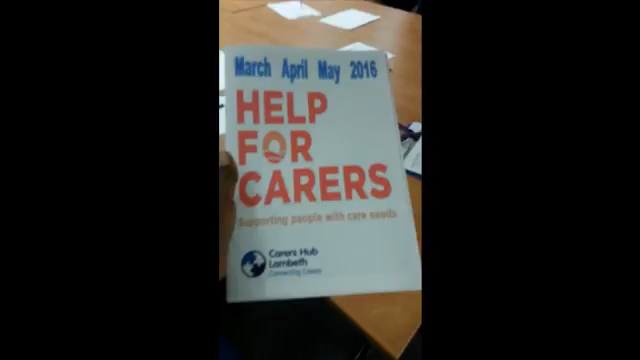 March April May 2016
HELP
FOR
CARERS
Supporting people with care needs
Carers Hub
Lambeth
Connecting Carers